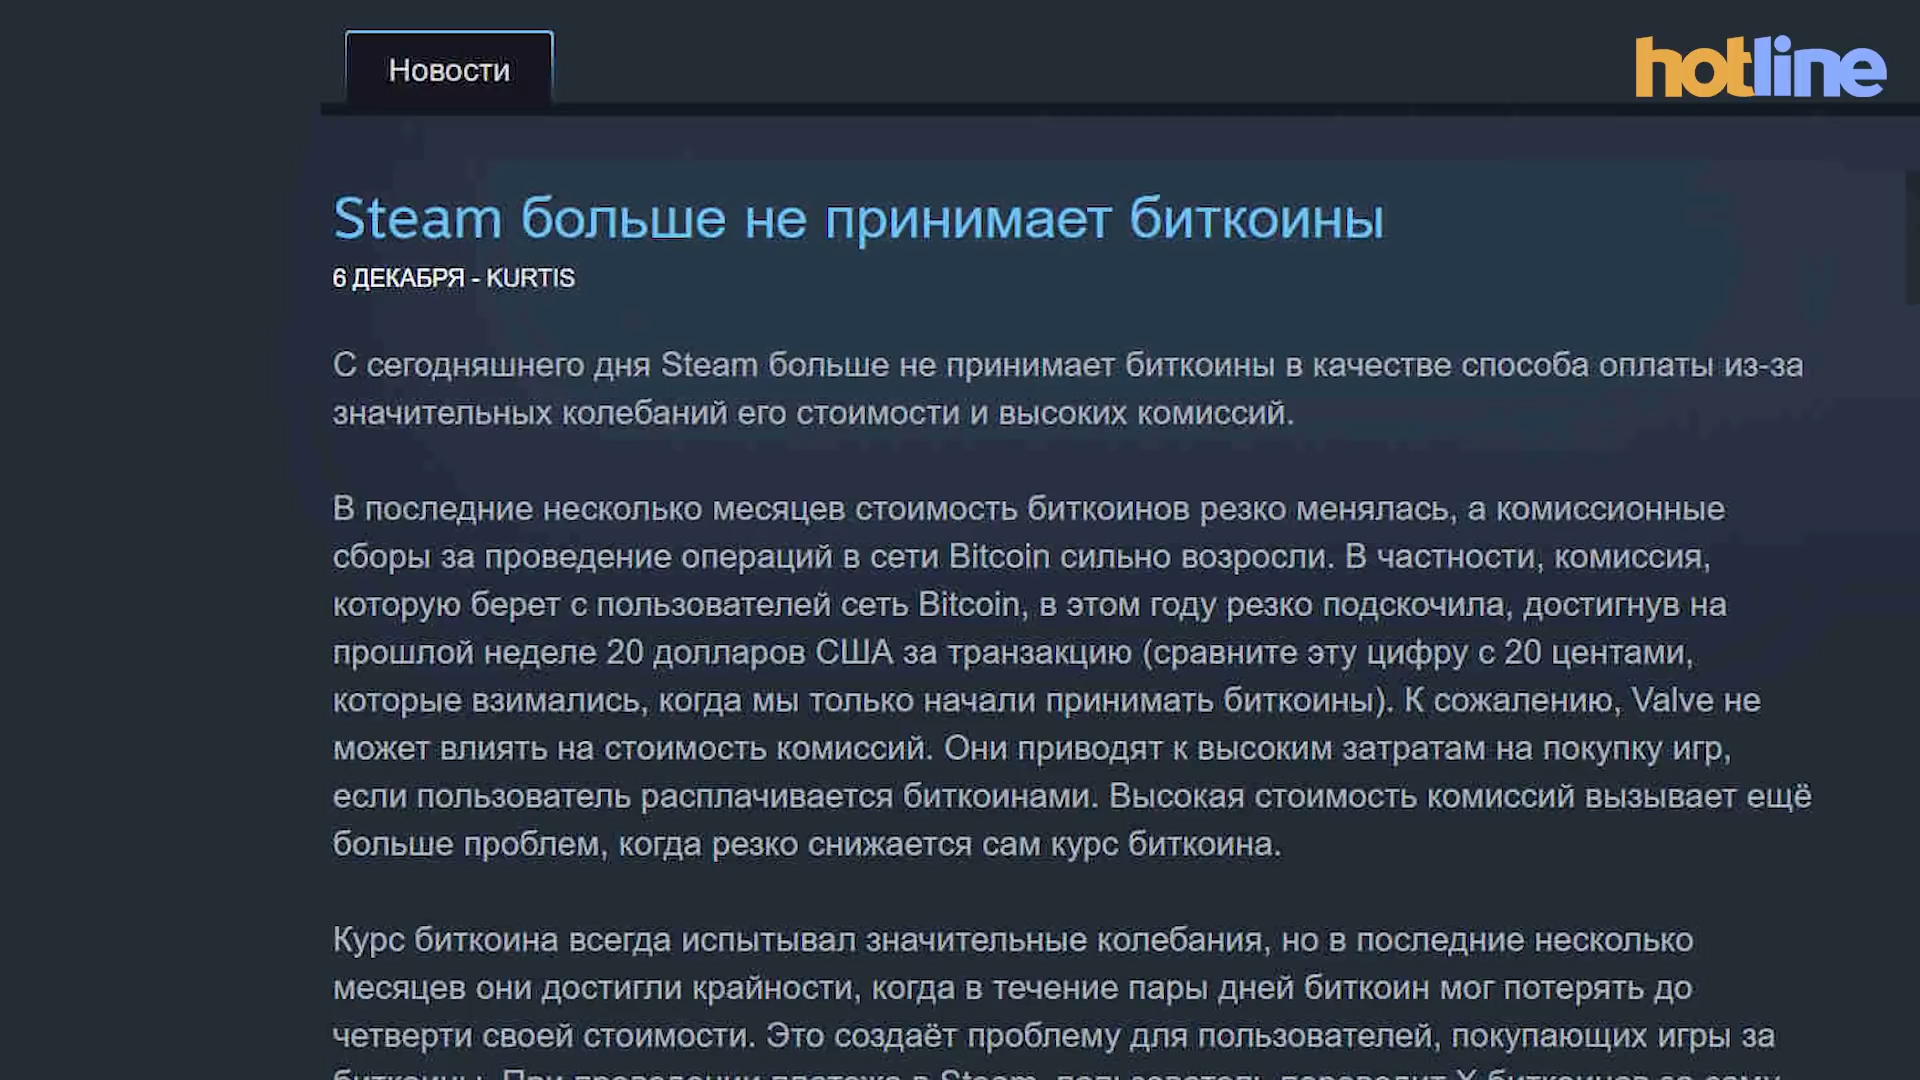 Новости
hotline
Steam больше не принимает биткоины
6 ДЕКАБРЯ - KURTIS
С сегодняшнего дня Steam больше не принимает биткоины в качестве способа оплаты из-за
значительных колебаний его стоимости и высоких комиссий.
В последние несколько месяцев стоимость биткоинов резко менялась, а комиссионные
сборы за проведение операций в сети Bitcoin сильно возросли. В частности, комиссия,
которую берет с пользователей сеть Bitcoin, в этом году резко подскочила, достигнув на
прошлой неделе 20 долларов США за транзакцию (сравните эту цифру с 20 центами,
которые взимались, когда мы только начали принимать биткоины). К сожалению, Valve не
может влиять на стоимость комиссий. Они приводят к высоким затратам на покупку игр,
если пользователь расплачивается биткоинами. Высокая стоимость комиссий вызывает ещё
больше проблем, когда резко снижается сам курс биткоина.
Курс биткоина всегда испытывал значительные колебания, но в последние несколько
месяцев они достигли крайности, когда в течение пары дней биткоин мог потерять до
четверти своей стоимости. Это создаёт проблему для пользователей, покупающих игры за